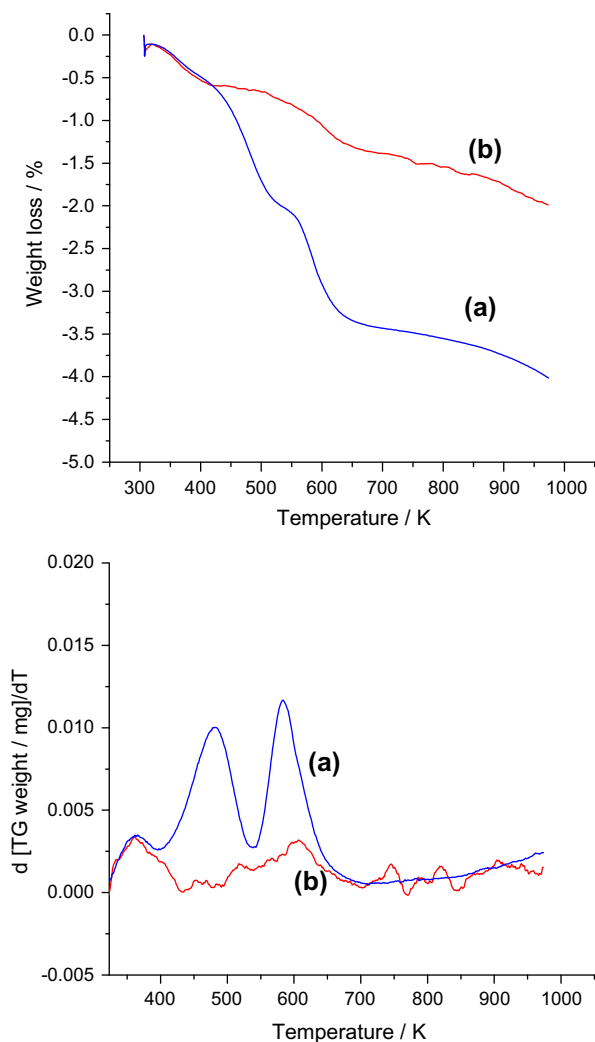 0.0
-0.5
-1.0
-1.5
-2.0
-2.5
-3.0
-3.5
-4.0
-4.5
-5.0
Weight loss / %
(b)
(a)
300 400 500 600 700 800 900 1000
Temperature / K
0.020
0.015
0.010
0.005
0.000
-0.005
d [TG weight / mg]/dT
(a)
(b)
400 500 600 700 800 900 1000
Temperature / K